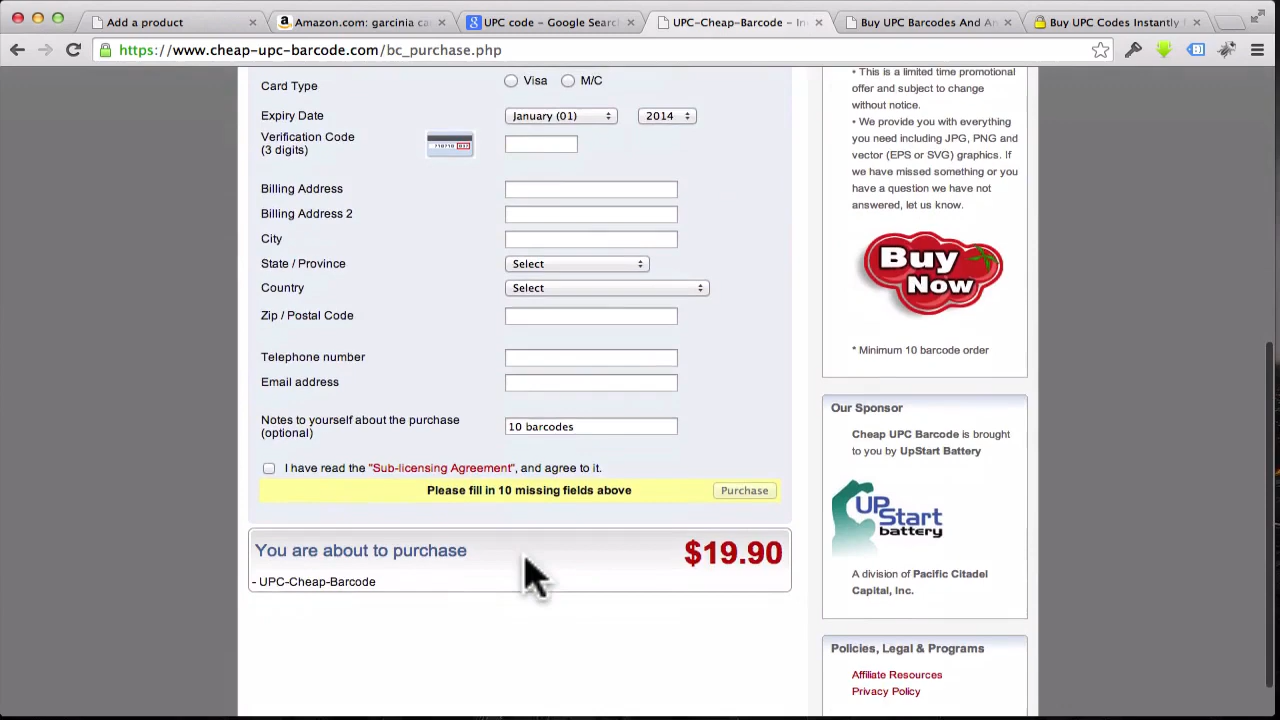 Add a product
Amazon.com: garcinia ca
UPC code – Google Searc
UPC-Cheap-Barcode – In
Buy UPC Barcodes And
Buy UPC Codes Instantly
https://www.cheap-upc-barcode.com/bc_purchase.php
Card Type
Visa
M/C
Expiry Date
January (01)
2014
Verification Code
(3 digits)
Billing Address
Billing Address 2
City
State / Province
Select
Country
Select
Zip / Postal Code
Telephone number
Email address
Notes to yourself about the purchase
(optional)
10 barcodes
I have read the "Sub-licensing Agreement", and agree to it.
Please fill in 10 missing fields above
Purchase
You are about to purchase
$19.90
- UPC-Cheap-Barcode
• This is a limited time promotional
offer and subject to change
without notice.
• We provide you with everything
you need including JPG, PNG and
vector (EPS or SVG) graphics. If
we have missed something or you
have a question we have not
answered, let us know.
Buy
Now
* Minimum 10 barcode order
Our Sponsor
Cheap UPC Barcode is brought
to you by UpStart Battery
UP
Start
battery
A division of Pacific Citadel
Capital, Inc.
Policies, Legal & Programs
Affiliate Resources
Privacy Policy